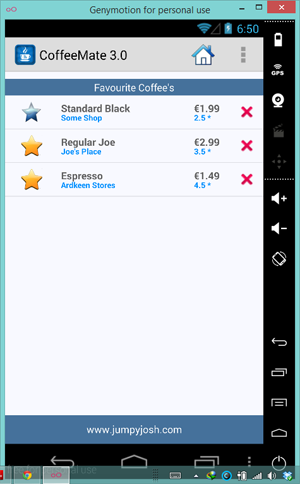 Genymotion for personal use
6:50
CoffeeMate 3.0
Favourite Coffee's
Standard Black €1.99
Some Shop 2.5 *
Regular Joe €2.99
Joe's Place 3.5 *
Espresso €1.49
Ardkeen Stores 4.5 *
GPS
www.jumpyjosh.com